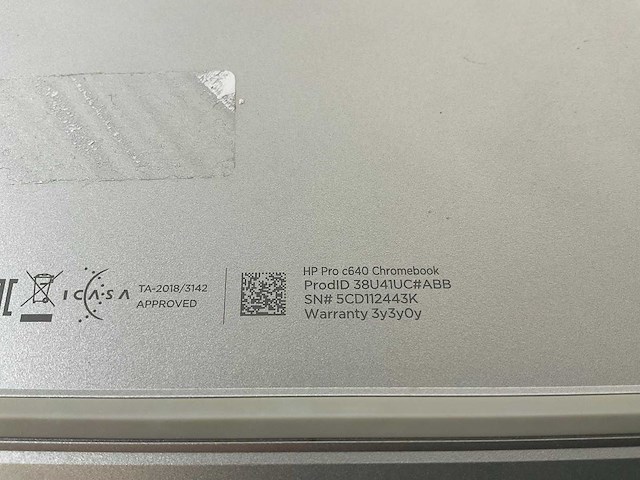 ICASA
TA-2018/3142
APPROVED
HP Pro c640 Chromebook
ProdID 38U41UC#ABB
SN# 5CD112443K
Warranty 3y3y0y